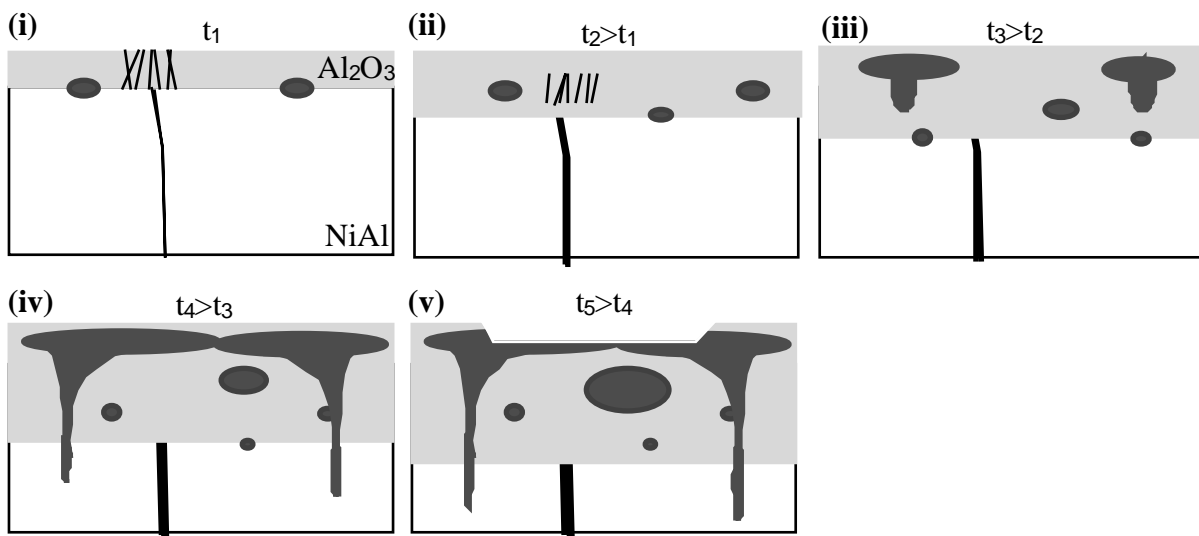 (i)
t₁
Al₂O₃
NiAl
(ii)
t₂>t₁
(iii)
t₃>t₂
(iv)
t₄>t₃
(v)
t₅>t₄